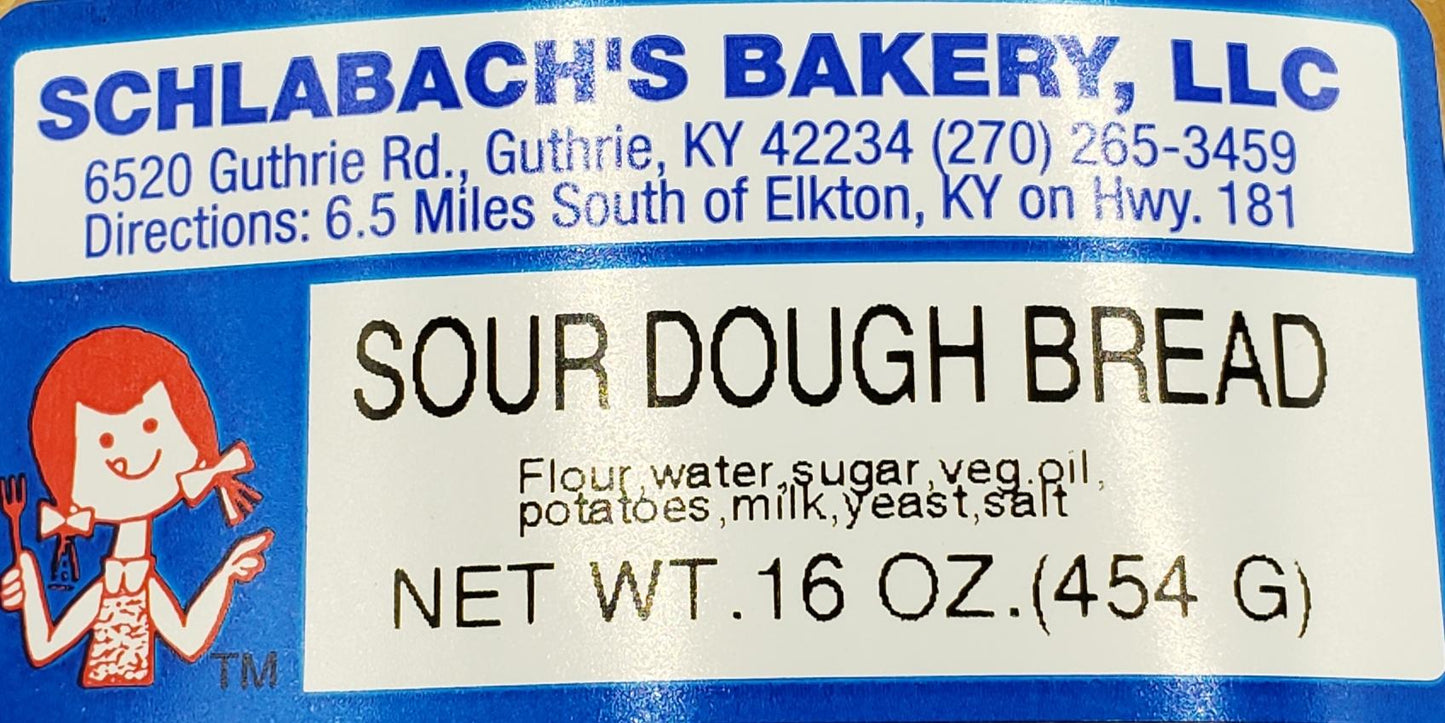 SCHLABACH'S BAKERY, LLC
6520 Guthrie Rd., Guthrie, KY 42234 (270) 265-3459
Directions: 6.5 Miles South of Elkton, KY on Hwy. 181
SOUR DOUGH BREAD
Flour,water,sugar,veg.oil,
potatoes,milk,yeast,salt
NET WT.16 OZ.(454 G)
TM